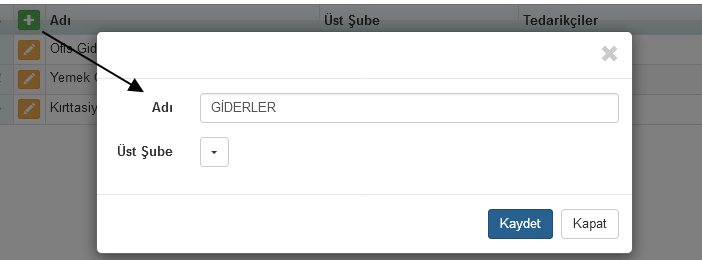 Adı Üst Şube Tedarikçiler
Ofis Gid
Yemek
Kırttasiy
Adı GİDERLER
Üst Şube
Kaydet Kapat